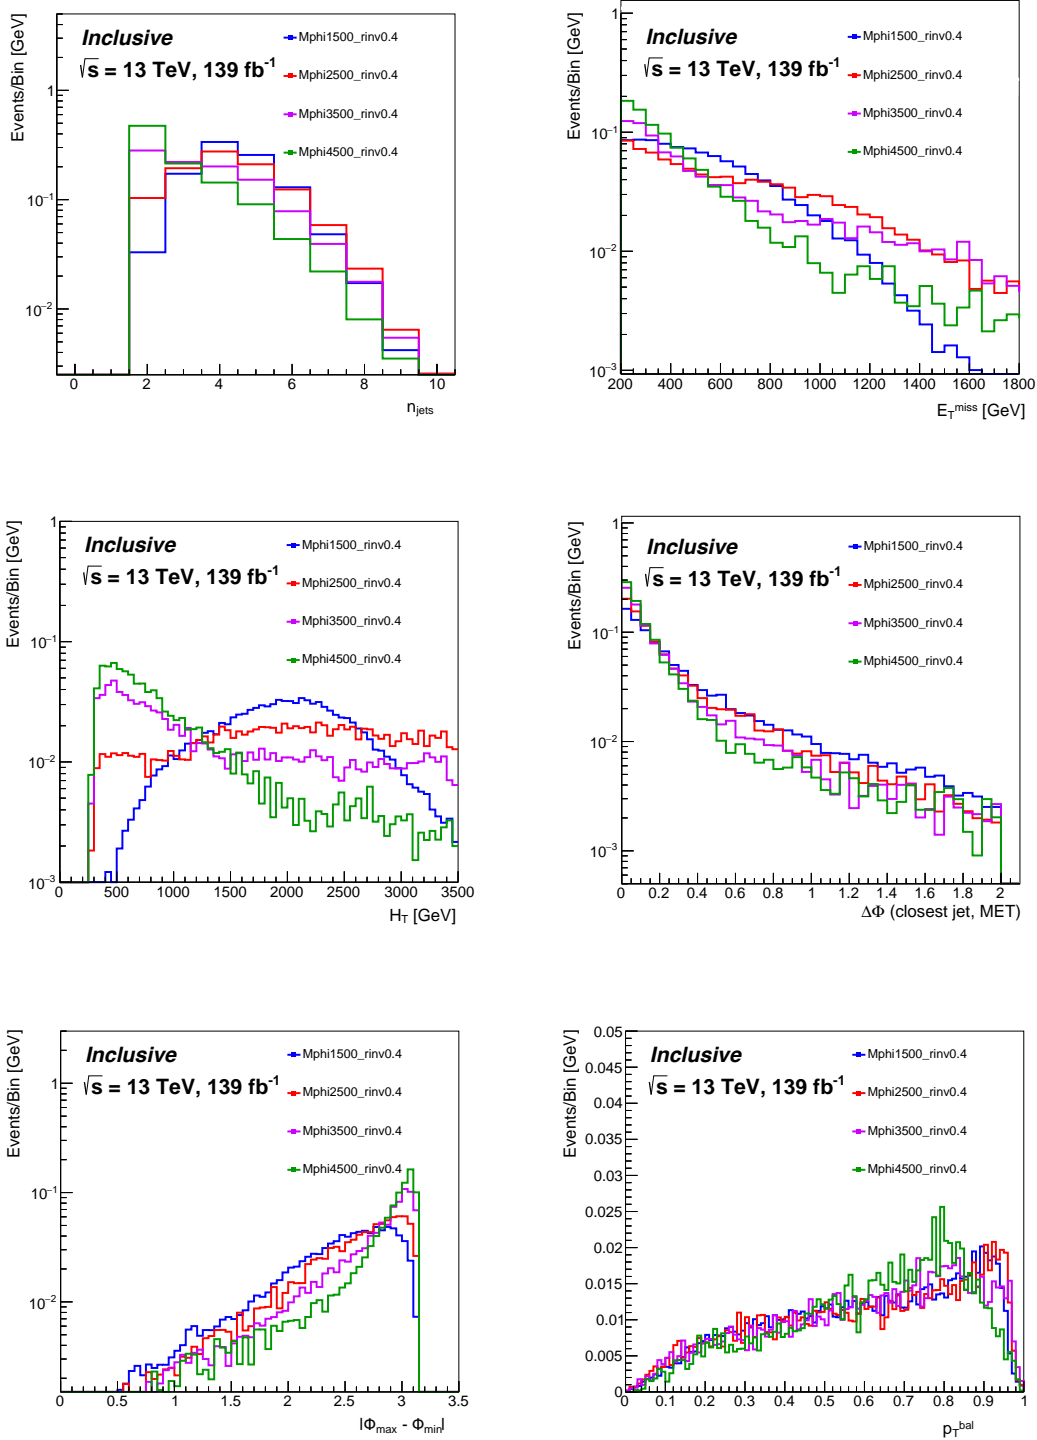 Events/Bin [GeV]
Inclusive
√s = 13 TeV, 139 fb⁻¹
Mphi1500_rinv0.4
Mphi2500_rinv0.4
Mphi3500_rinv0.4
Mphi4500_rinv0.4
1
10⁻¹
10⁻²
0 2 4 6 8 10
n_jets
Events/Bin [GeV]
Inclusive
√s = 13 TeV, 139 fb⁻¹
Mphi1500_rinv0.4
Mphi2500_rinv0.4
Mphi3500_rinv0.4
Mphi4500_rinv0.4
1
10⁻¹
10⁻²
10⁻³
200 400 600 800 1000 1200 1400 1600 1800
E_T^miss [GeV]
Events/Bin [GeV]
Inclusive
√s = 13 TeV, 139 fb⁻¹
Mphi1500_rinv0.4
Mphi2500_rinv0.4
Mphi3500_rinv0.4
Mphi4500_rinv0.4
1
10⁻¹
10⁻²
10⁻³
0 500 1000 1500 2000 2500 3000 3500
H_T [GeV]
Events/Bin [GeV]
Inclusive
√s = 13 TeV, 139 fb⁻¹
Mphi1500_rinv0.4
Mphi2500_rinv0.4
Mphi3500_rinv0.4
Mphi4500_rinv0.4
1
10⁻¹
10⁻²
10⁻³
0 0.2 0.4 0.6 0.8 1 1.2 1.4 1.6 1.8 2
ΔΦ (closest jet, MET)
Events/Bin [GeV]
Inclusive
√s = 13 TeV, 139 fb⁻¹
Mphi1500_rinv0.4
Mphi2500_rinv0.4
Mphi3500_rinv0.4
Mphi4500_rinv0.4
1
10⁻¹
10⁻²
0 0.5 1 1.5 2 2.5 3 3.5
|Φ_max - Φ_min|
Events/Bin [GeV]
Inclusive
√s = 13 TeV, 139 fb⁻¹
Mphi1500_rinv0.4
Mphi2500_rinv0.4
Mphi3500_rinv0.4
Mphi4500_rinv0.4
0.05
0.045
0.04
0.035
0.03
0.025
0.02
0.015
0.01
0.005
0
0 0.1 0.2 0.3 0.4 0.5 0.6 0.7 0.8 0.9 1
p_T^bal